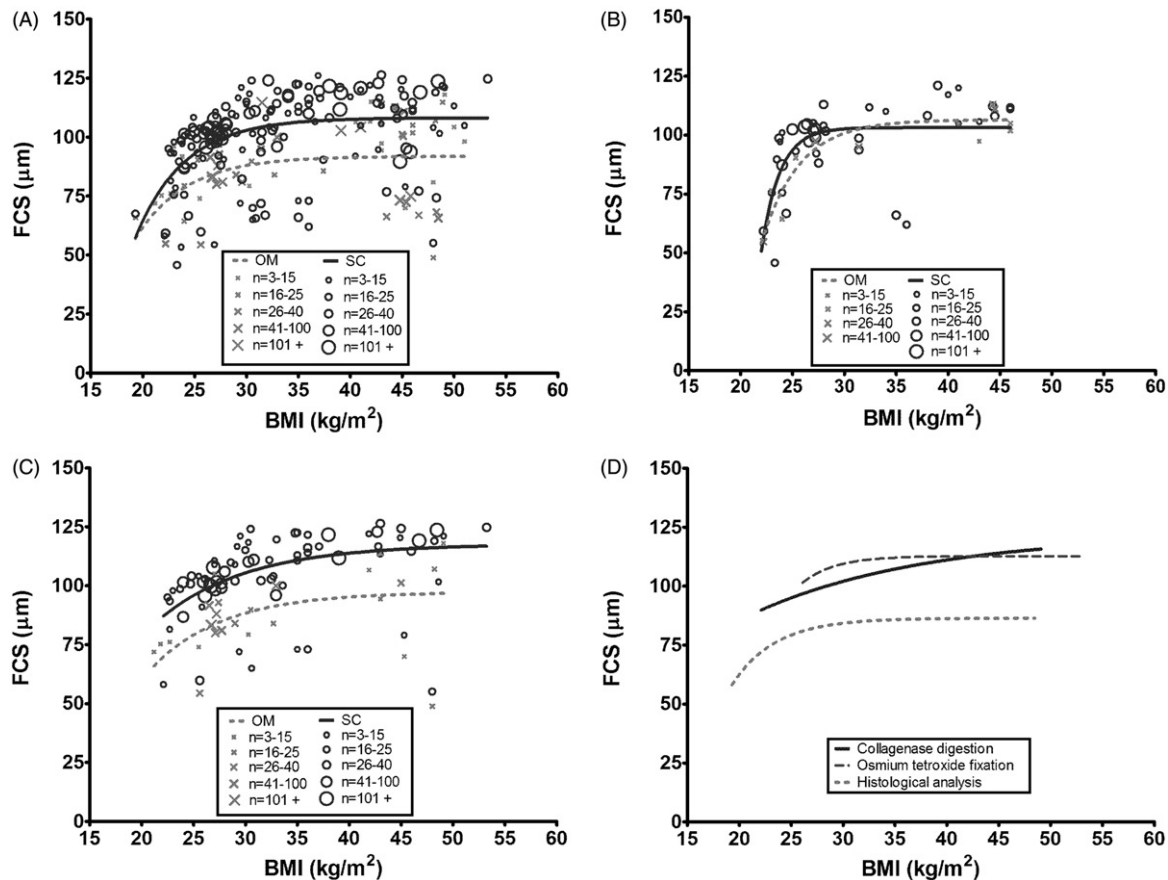 (A)
150
125
100
75
50
25
0
FCS (μm)
OM SC
n=3-15 n=3-15
n=16-25 n=16-25
n=26-40 n=26-40
n=41-100 n=41-100
n=101 + n=101 +
15 20 25 30 35 40 45 50 55 60
BMI (kg/m²)
(B)
150
125
100
75
50
25
0
FCS (μm)
OM SC
n=3-15 n=3-15
n=16-25 n=16-25
n=26-40 n=26-40
n=41-100 n=41-100
n=101 +
15 20 25 30 35 40 45 50 55 60
BMI (kg/m²)
(C)
150
125
100
75
50
25
0
FCS (μm)
OM SC
n=3-15 n=3-15
n=16-25 n=16-25
n=26-40 n=26-40
n=41-100 n=41-100
n=101 + n=101 +
15 20 25 30 35 40 45 50 55 60
BMI (kg/m²)
(D)
150
125
100
75
50
25
0
FCS (μm)
Collagenase digestion
Osmium tetroxide fixation
Histological analysis
15 20 25 30 35 40 45 50 55 60
BMI (kg/m²)